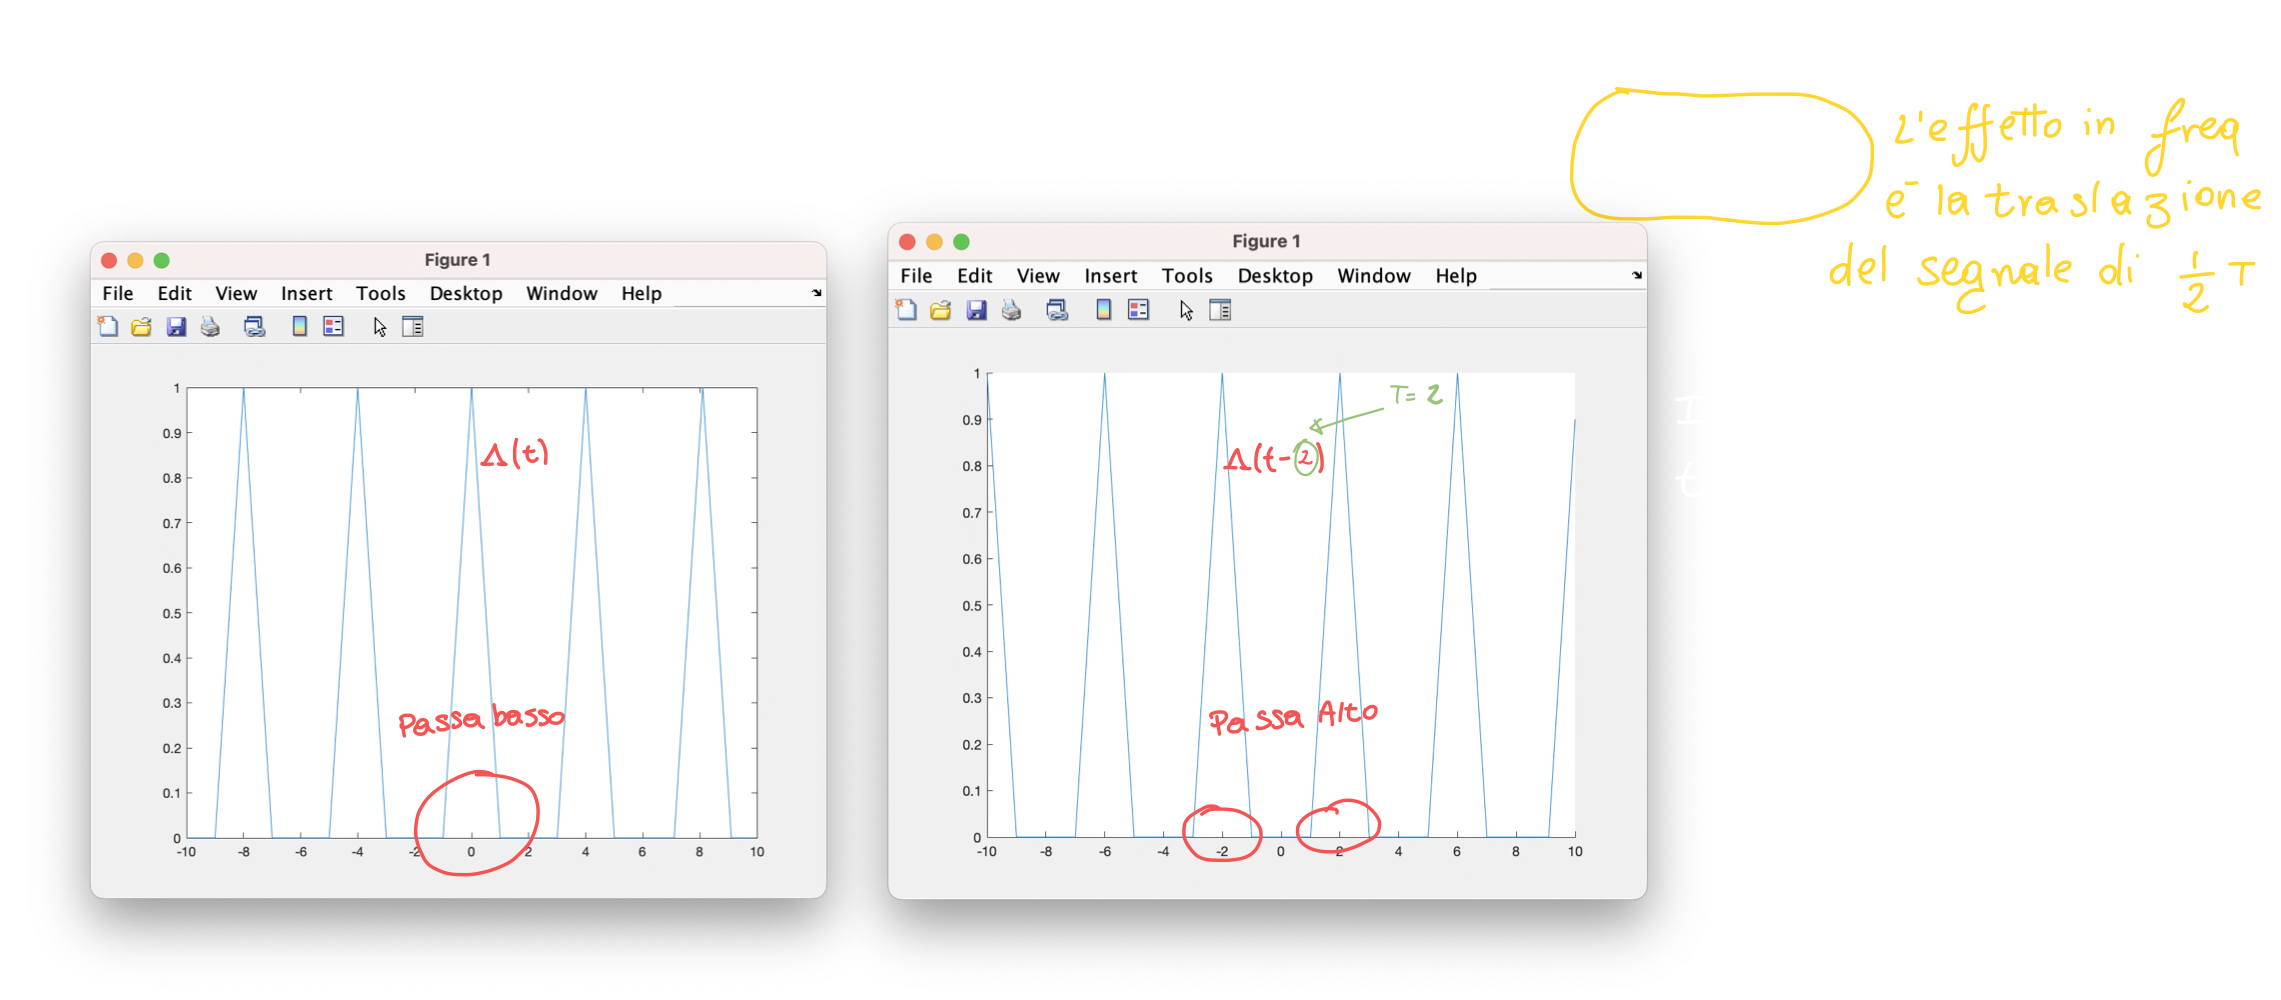 L'effetto in freq
è la traslazione
del segnale di 1/2 T
Figure 1
File Edit View Insert Tools Desktop Window Help
1
0.9
0.8
0.7
0.6
0.5
0.4
0.3
0.2
0.1
0
-10 -8 -6 -4 -2 0 2 4 6 8 10
Λ(t)
Passa basso
Figure 1
File Edit View Insert Tools Desktop Window Help
1
0.9
0.8
0.7
0.6
0.5
0.4
0.3
0.2
0.1
0
-10 -8 -6 -4 -2 0 2 4 6 8 10
T= 2
Λ(t-2)
Passa Alto
I
t